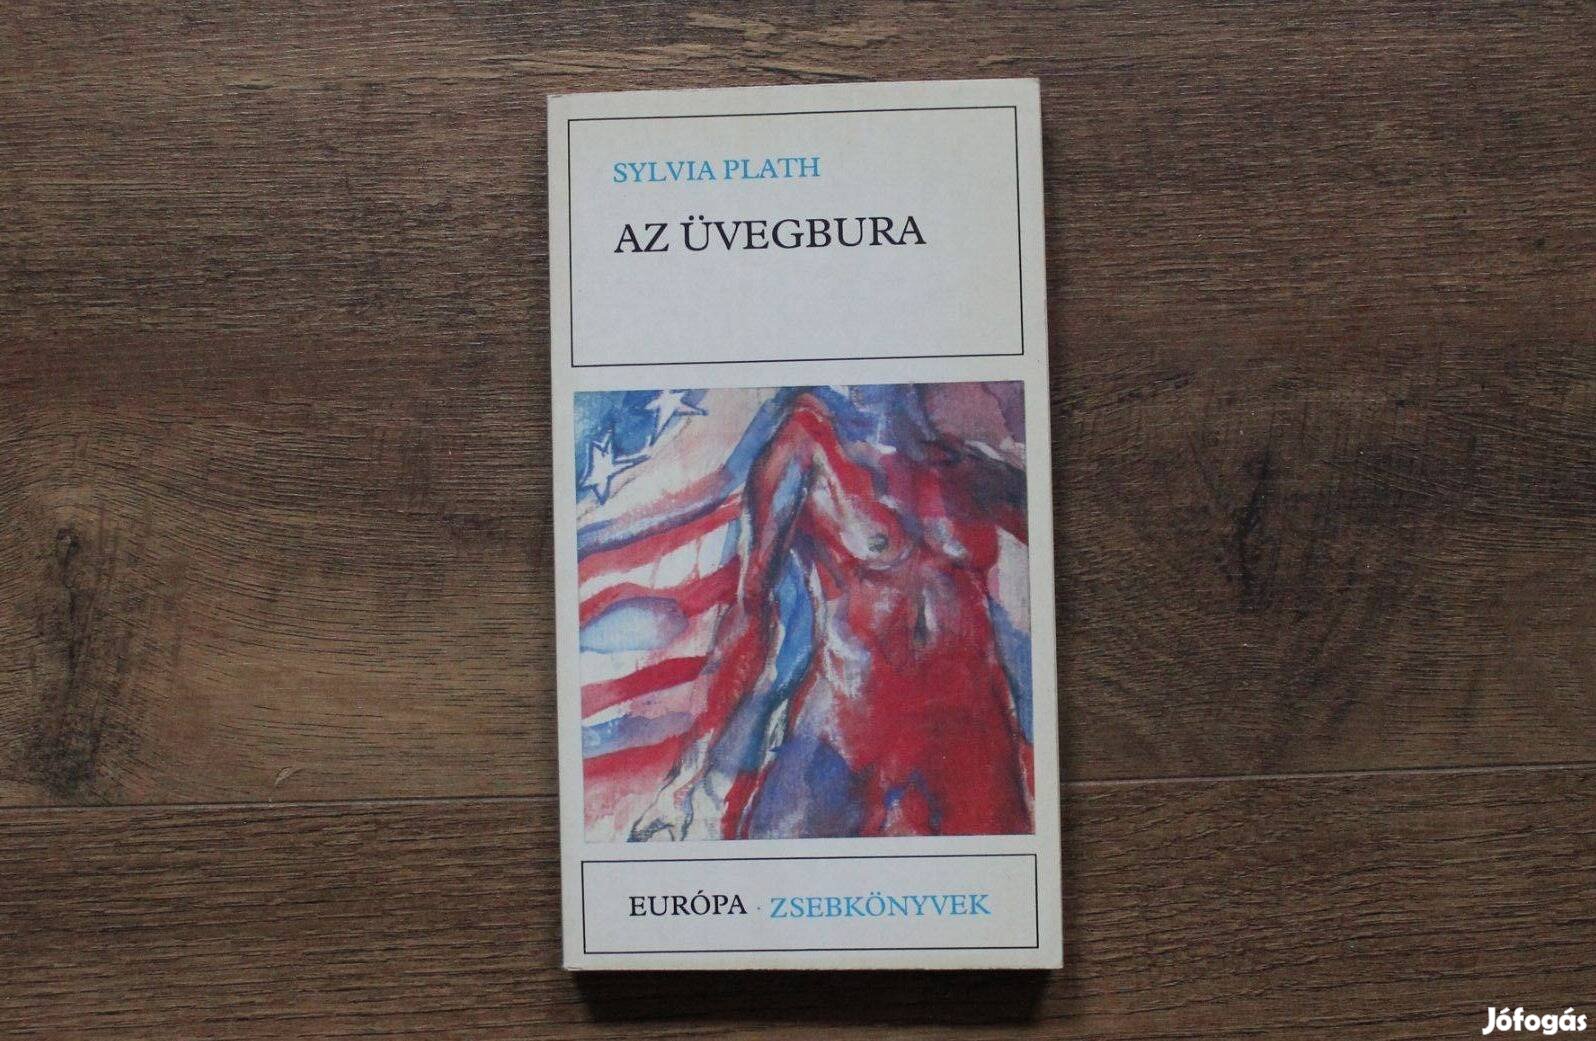 SYLVIA PLATH
AZ ÜVEGBURA
EURÓPA · ZSEBKÖNYVEK
Jófogás